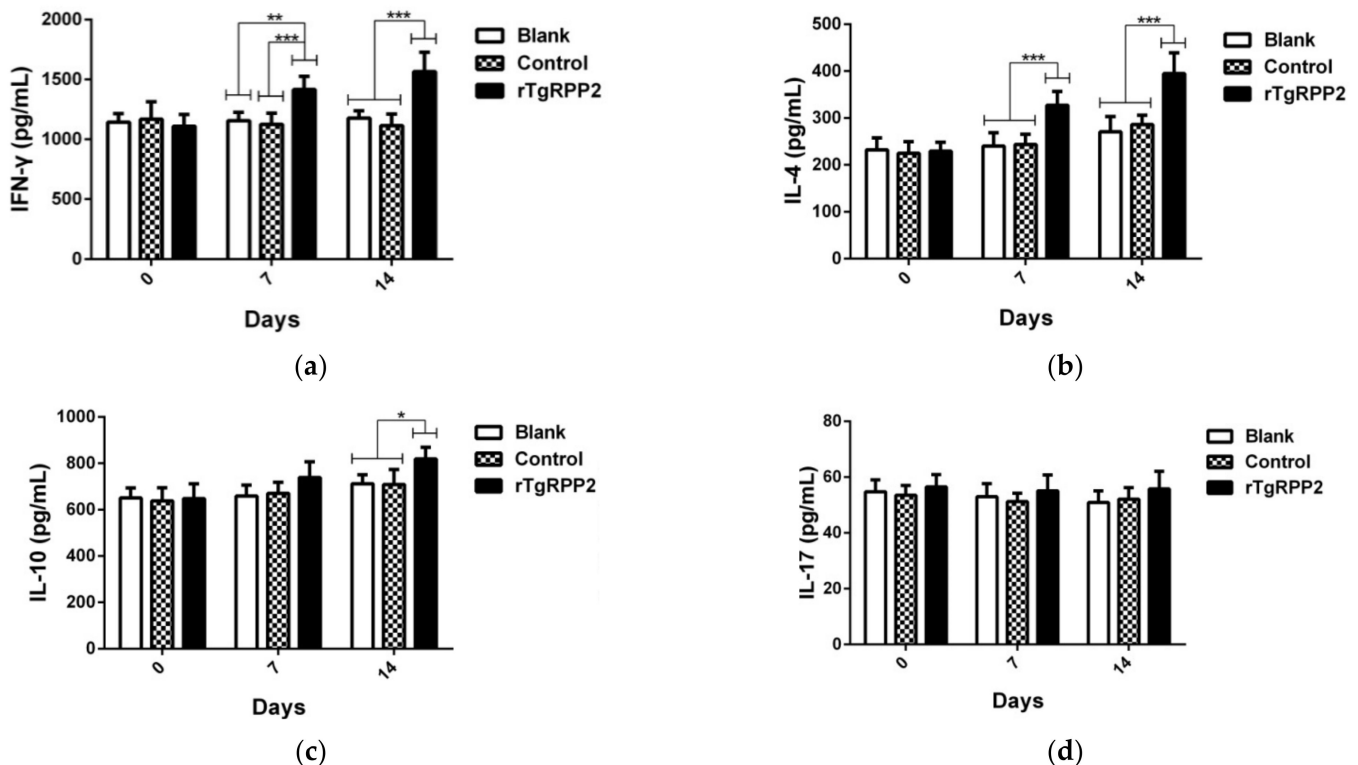 IFN-γ (pg/mL)
2000
1500
1000
500
0
** 
***
***
Blank
Control
rTgRPP2
0 7 14
Days
(a)
IL-4 (pg/mL)
500
400
300
200
100
0
***
***
Blank
Control
rTgRPP2
0 7 14
Days
(b)
IL-10 (pg/mL)
1000
800
600
400
200
0
*
Blank
Control
rTgRPP2
0 7 14
Days
(c)
IL-17 (pg/mL)
80
60
40
20
0
Blank
Control
rTgRPP2
0 7 14
Days
(d)